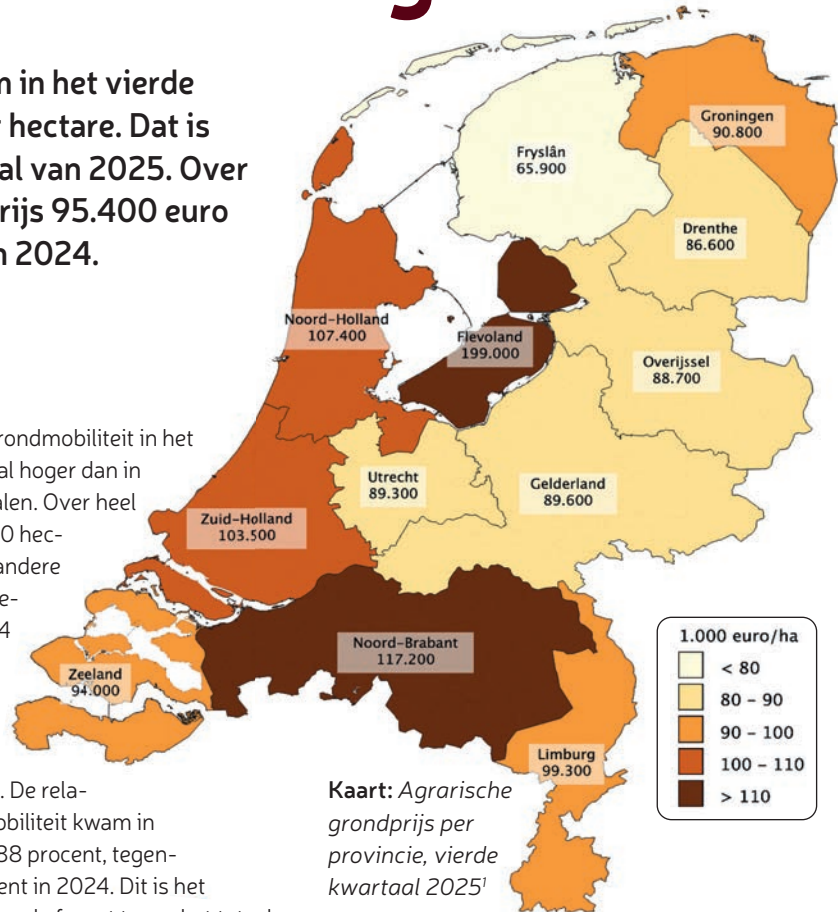 m in het vierde
hectare. Dat is
al van 2025. Over
rijs 95.400 euro
2024.
rondmobiliteit in het
al hoger dan in
alen. Over heel
0 hec-
andere
e-
4
. De rela-
obiliteit kwam in
38 procent, tegen-
ent in 2024. Dit is het
Groningen
90.800
Fryslân
65.900
Drenthe
86.600
Noord-Holland
107.400
Flevoland
199.000
Overijssel
88.700
Utrecht
89.300
Gelderland
89.600
Zuid-Holland
103.500
Noord-Brabant
117.200
Zeeland
94.000
Limburg
99.300
1.000 euro/ha
< 80
80 - 90
90 - 100
100 - 110
> 110
Kaart: Agrarische
grondprijs per
provincie, vierde
kwartaal 2025¹